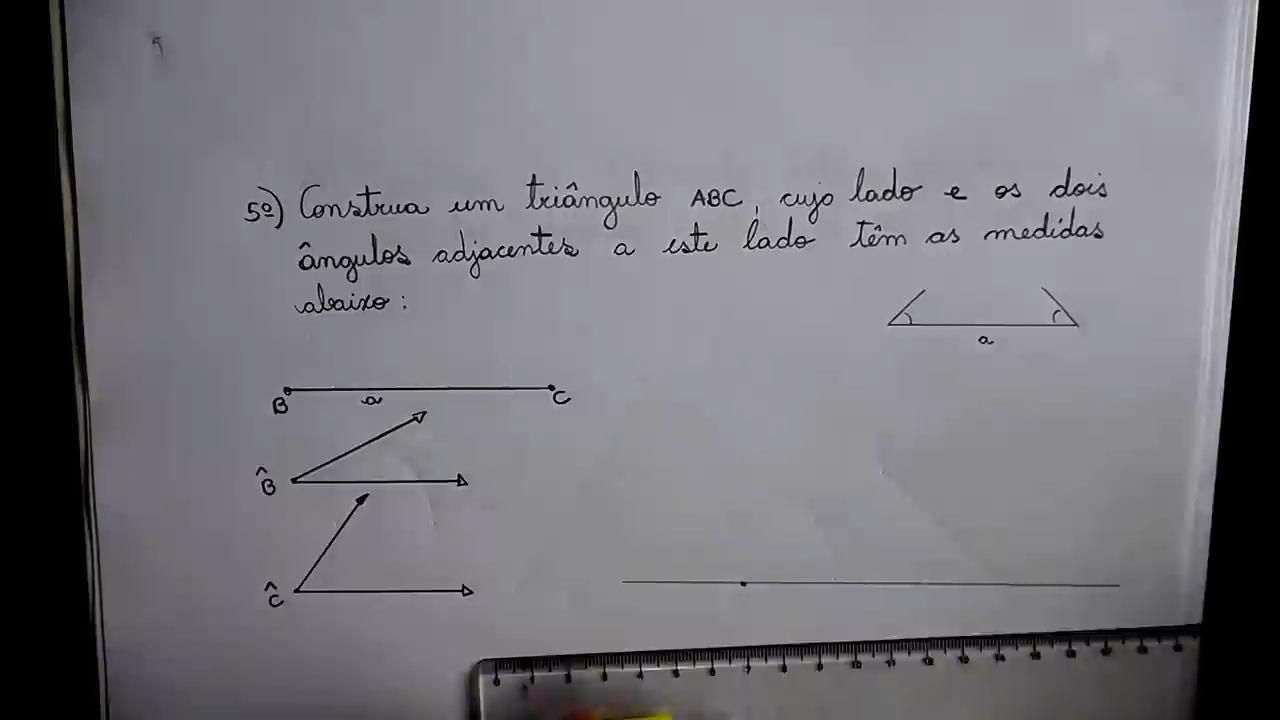 5º) Construa um triângulo ABC, cujo lado e os dois
ângulos adjacentes a este lado têm as medidas
abaixo:
a
B a C
B̂
Ĉ